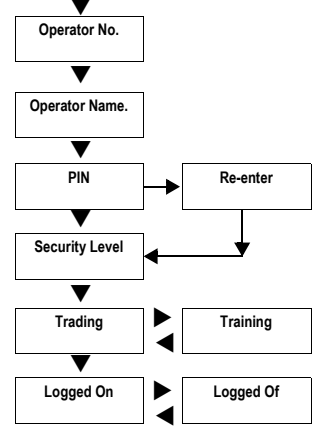 Operator No.
Operator Name.
PIN
Re-enter
Security Level
Trading
Training
Logged On
Logged Of